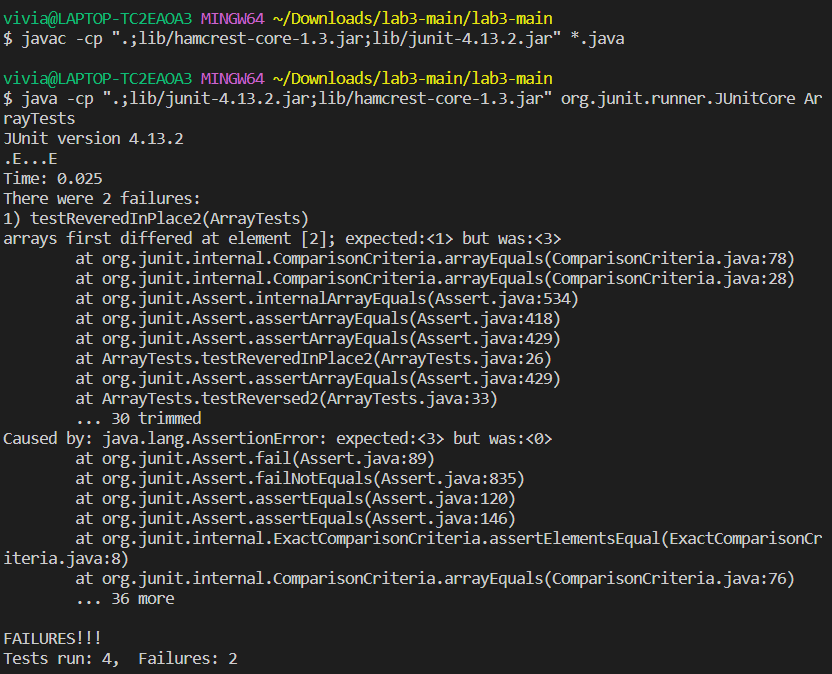 vivia@LAPTOP-TC2EAOA3 MINGW64 ~/Downloads/lab3-main/lab3-main
$ javac -cp ".;lib/hamcrest-core-1.3.jar;lib/junit-4.13.2.jar" *.java
vivia@LAPTOP-TC2EAOA3 MINGW64 ~/Downloads/lab3-main/lab3-main
$ java -cp ".;lib/junit-4.13.2.jar;lib/hamcrest-core-1.3.jar" org.junit.runner.JUnitCore Ar
rayTests
JUnit version 4.13.2
.E...E
Time: 0.025
There were 2 failures:
1) testReveredInPlace2(ArrayTests)
arrays first differed at element [2]; expected:<1> but was:<3>
at org.junit.internal.ComparisonCriteria.arrayEquals(ComparisonCriteria.java:78)
at org.junit.internal.ComparisonCriteria.arrayEquals(ComparisonCriteria.java:28)
at org.junit.Assert.internalArrayEquals(Assert.java:534)
at org.junit.Assert.assertArrayEquals(Assert.java:418)
at org.junit.Assert.assertArrayEquals(Assert.java:429)
at ArrayTests.testReveredInPlace2(ArrayTests.java:26)
at org.junit.Assert.assertArrayEquals(Assert.java:429)
at ArrayTests.testReversed2(ArrayTests.java:33)
... 30 trimmed
Caused by: java.lang.AssertionError: expected:<3> but was:<0>
at org.junit.Assert.fail(Assert.java:89)
at org.junit.Assert.failNotEquals(Assert.java:835)
at org.junit.Assert.assertEquals(Assert.java:120)
at org.junit.Assert.assertEquals(Assert.java:146)
at org.junit.internal.ExactComparisonCriteria.assertElementsEqual(ExactComparisonCr
iteria.java:8)
at org.junit.internal.ComparisonCriteria.arrayEquals(ComparisonCriteria.java:76)
... 36 more
FAILURES!!!
Tests run: 4,  Failures: 2